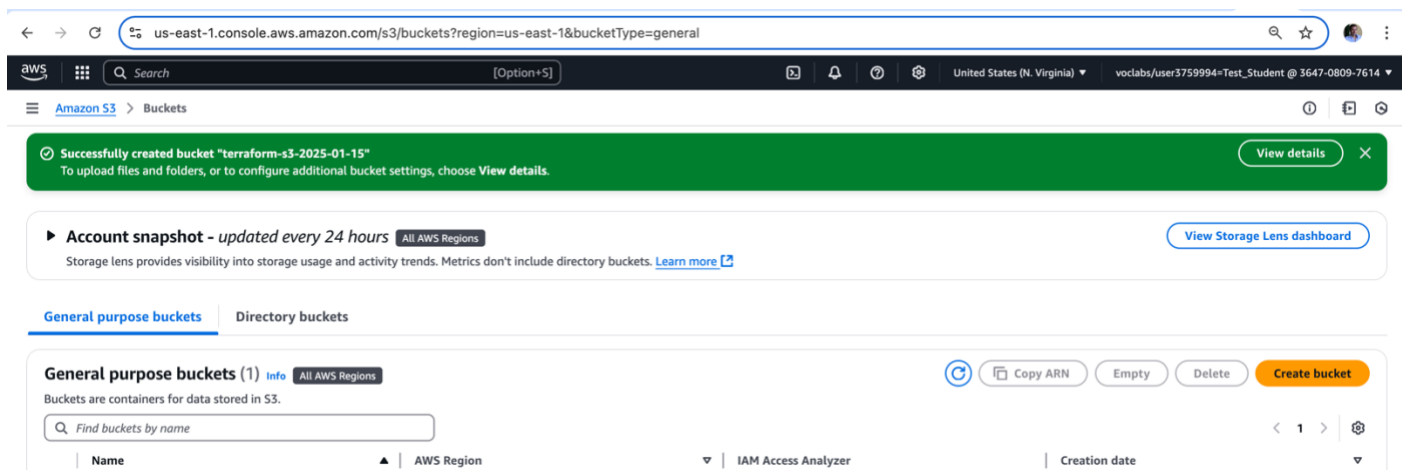 us-east-1.console.aws.amazon.com/s3/buckets?region=us-east-1&bucketType=general
aws Search [Option+S] United States (N. Virginia) voclabs/user3759994=Test_Student @ 3647-0809-7614
Amazon S3 > Buckets
Successfully created bucket "terraform-s3-2025-01-15" View details
To upload files and folders, or to configure additional bucket settings, choose View details.
Account snapshot - updated every 24 hours All AWS Regions View Storage Lens dashboard
Storage lens provides visibility into storage usage and activity trends. Metrics don't include directory buckets. Learn more
General purpose buckets Directory buckets
General purpose buckets (1) Info All AWS Regions Copy ARN Empty Delete Create bucket
Buckets are containers for data stored in S3.
Find buckets by name < 1 >
Name AWS Region IAM Access Analyzer Creation date